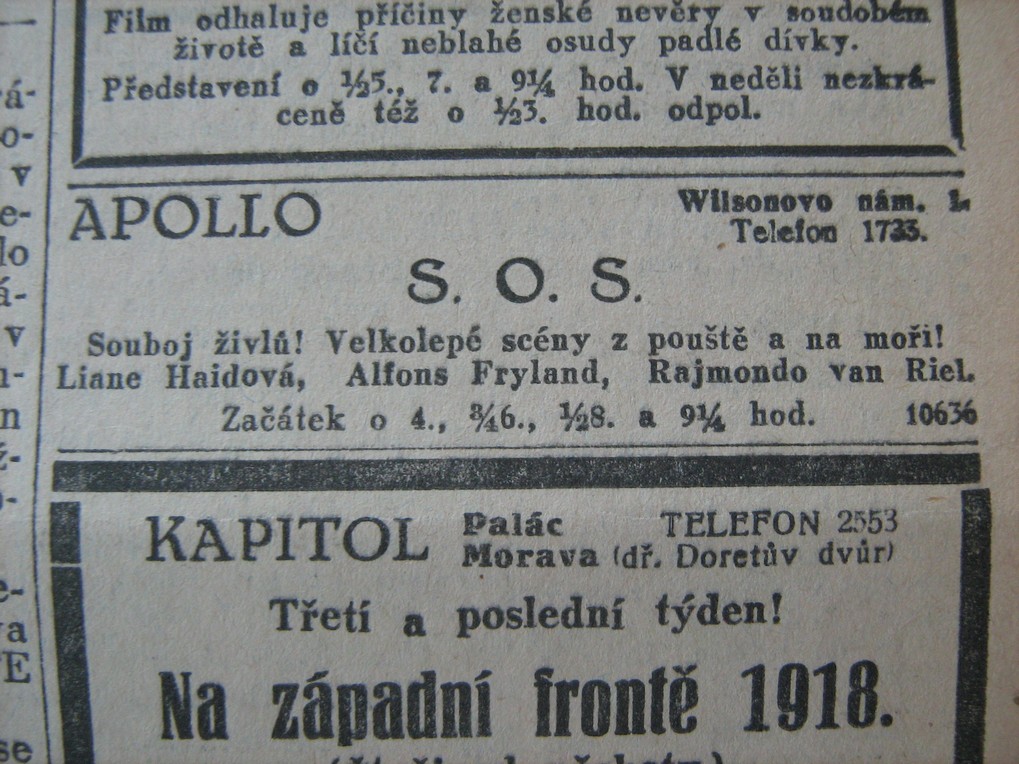 Film odhaluje příčiny ženské nevěry v soudobém
životě a líčí neblahé osudy padlé dívky.
Představení o ½5., 7. a 9¼ hod. V neděli nezkrá-
ceně též o ½3. hod. odpol.
APOLLO
Wilsonovo nám. 1.
Telefon 1733.
S. O. S.
Souboj živlů! Velkolepé scény z pouště a na moři!
Liane Haidová, Alfons Fryland, Rajmondo van Riel.
Začátek o 4., ¾6., ½8. a 9¼ hod. 10636
KAPITOL
Palác
Morava (dř. Doretův dvůr)
TELEFON 2553
Třetí a poslední týden!
Na západní frontě 1918.